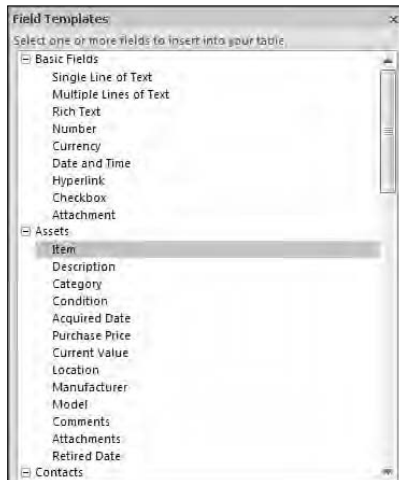 Field Templates
Select one or more fields to insert into your table
Basic Fields
Single Line of Text
Multiple Lines of Text
Rich Text
Number
Currency
Date and Time
Hyperlink
Checkbox
Attachment
Assets
Item
Description
Category
Condition
Acquired Date
Purchase Price
Current Value
Location
Manufacturer
Model
Comments
Attachments
Retired Date
Contacts